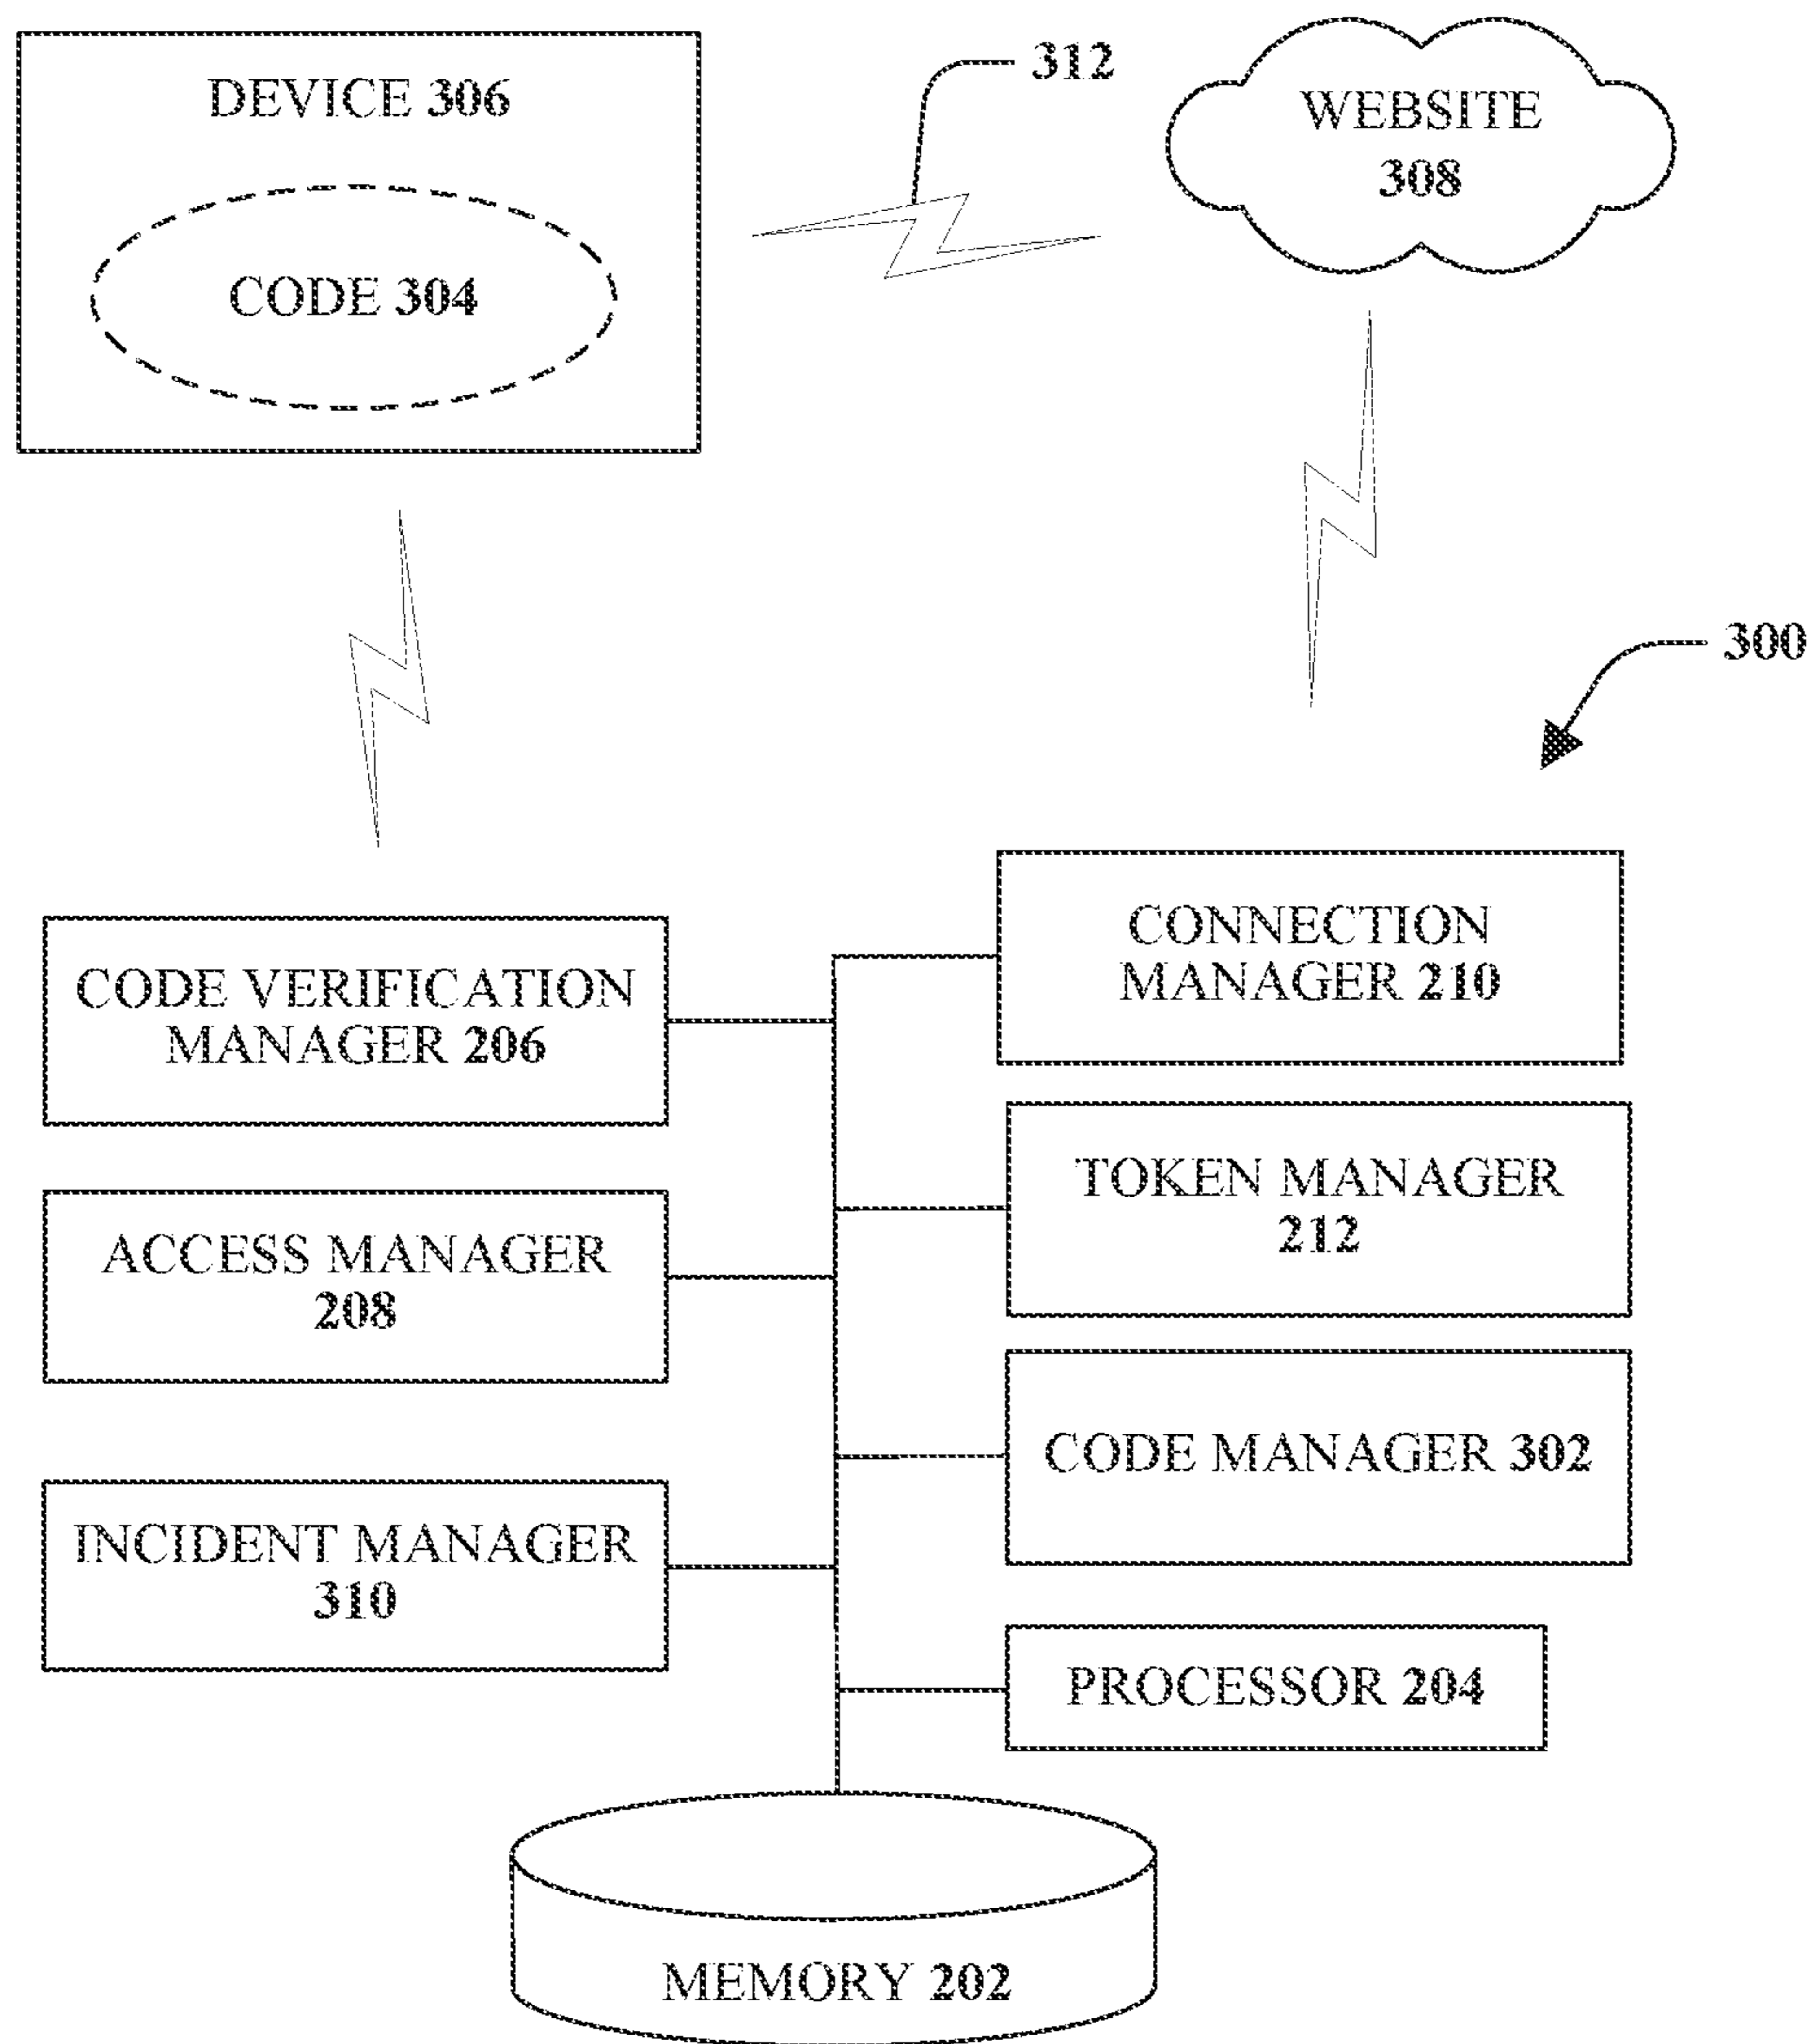 DEVICE 306
CODE 304
312
WEBSITE
308
300
CODE VERIFICATION
MANAGER 206
CONNECTION
MANAGER 210
ACCESS MANAGER
208
TOKEN MANAGER
212
INCIDENT MANAGER
310
CODE MANAGER 302
PROCESSOR 204
MEMORY 202